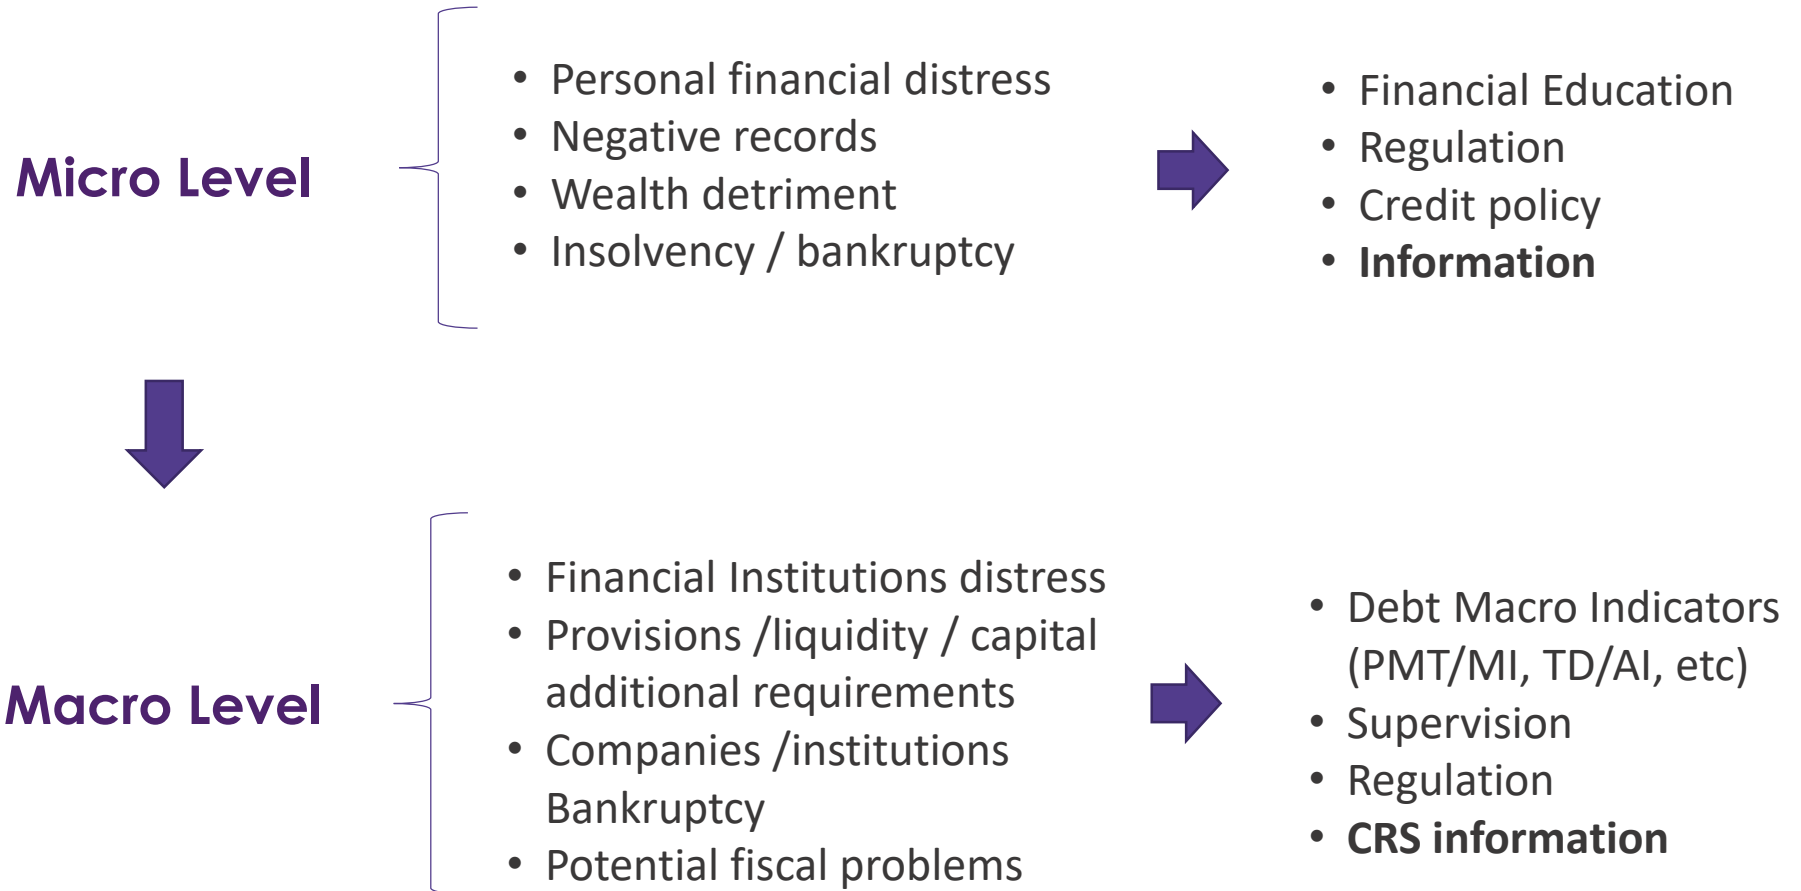 Micro Level
• Personal financial distress
• Negative records
• Wealth detriment
• Insolvency / bankruptcy
• Financial Education
• Regulation
• Credit policy
• Information
Macro Level
• Financial Institutions distress
• Provisions /liquidity / capital
additional requirements
• Companies /institutions
Bankruptcy
• Potential fiscal problems
• Debt Macro Indicators
(PMT/MI, TD/AI, etc)
• Supervision
• Regulation
• CRS information